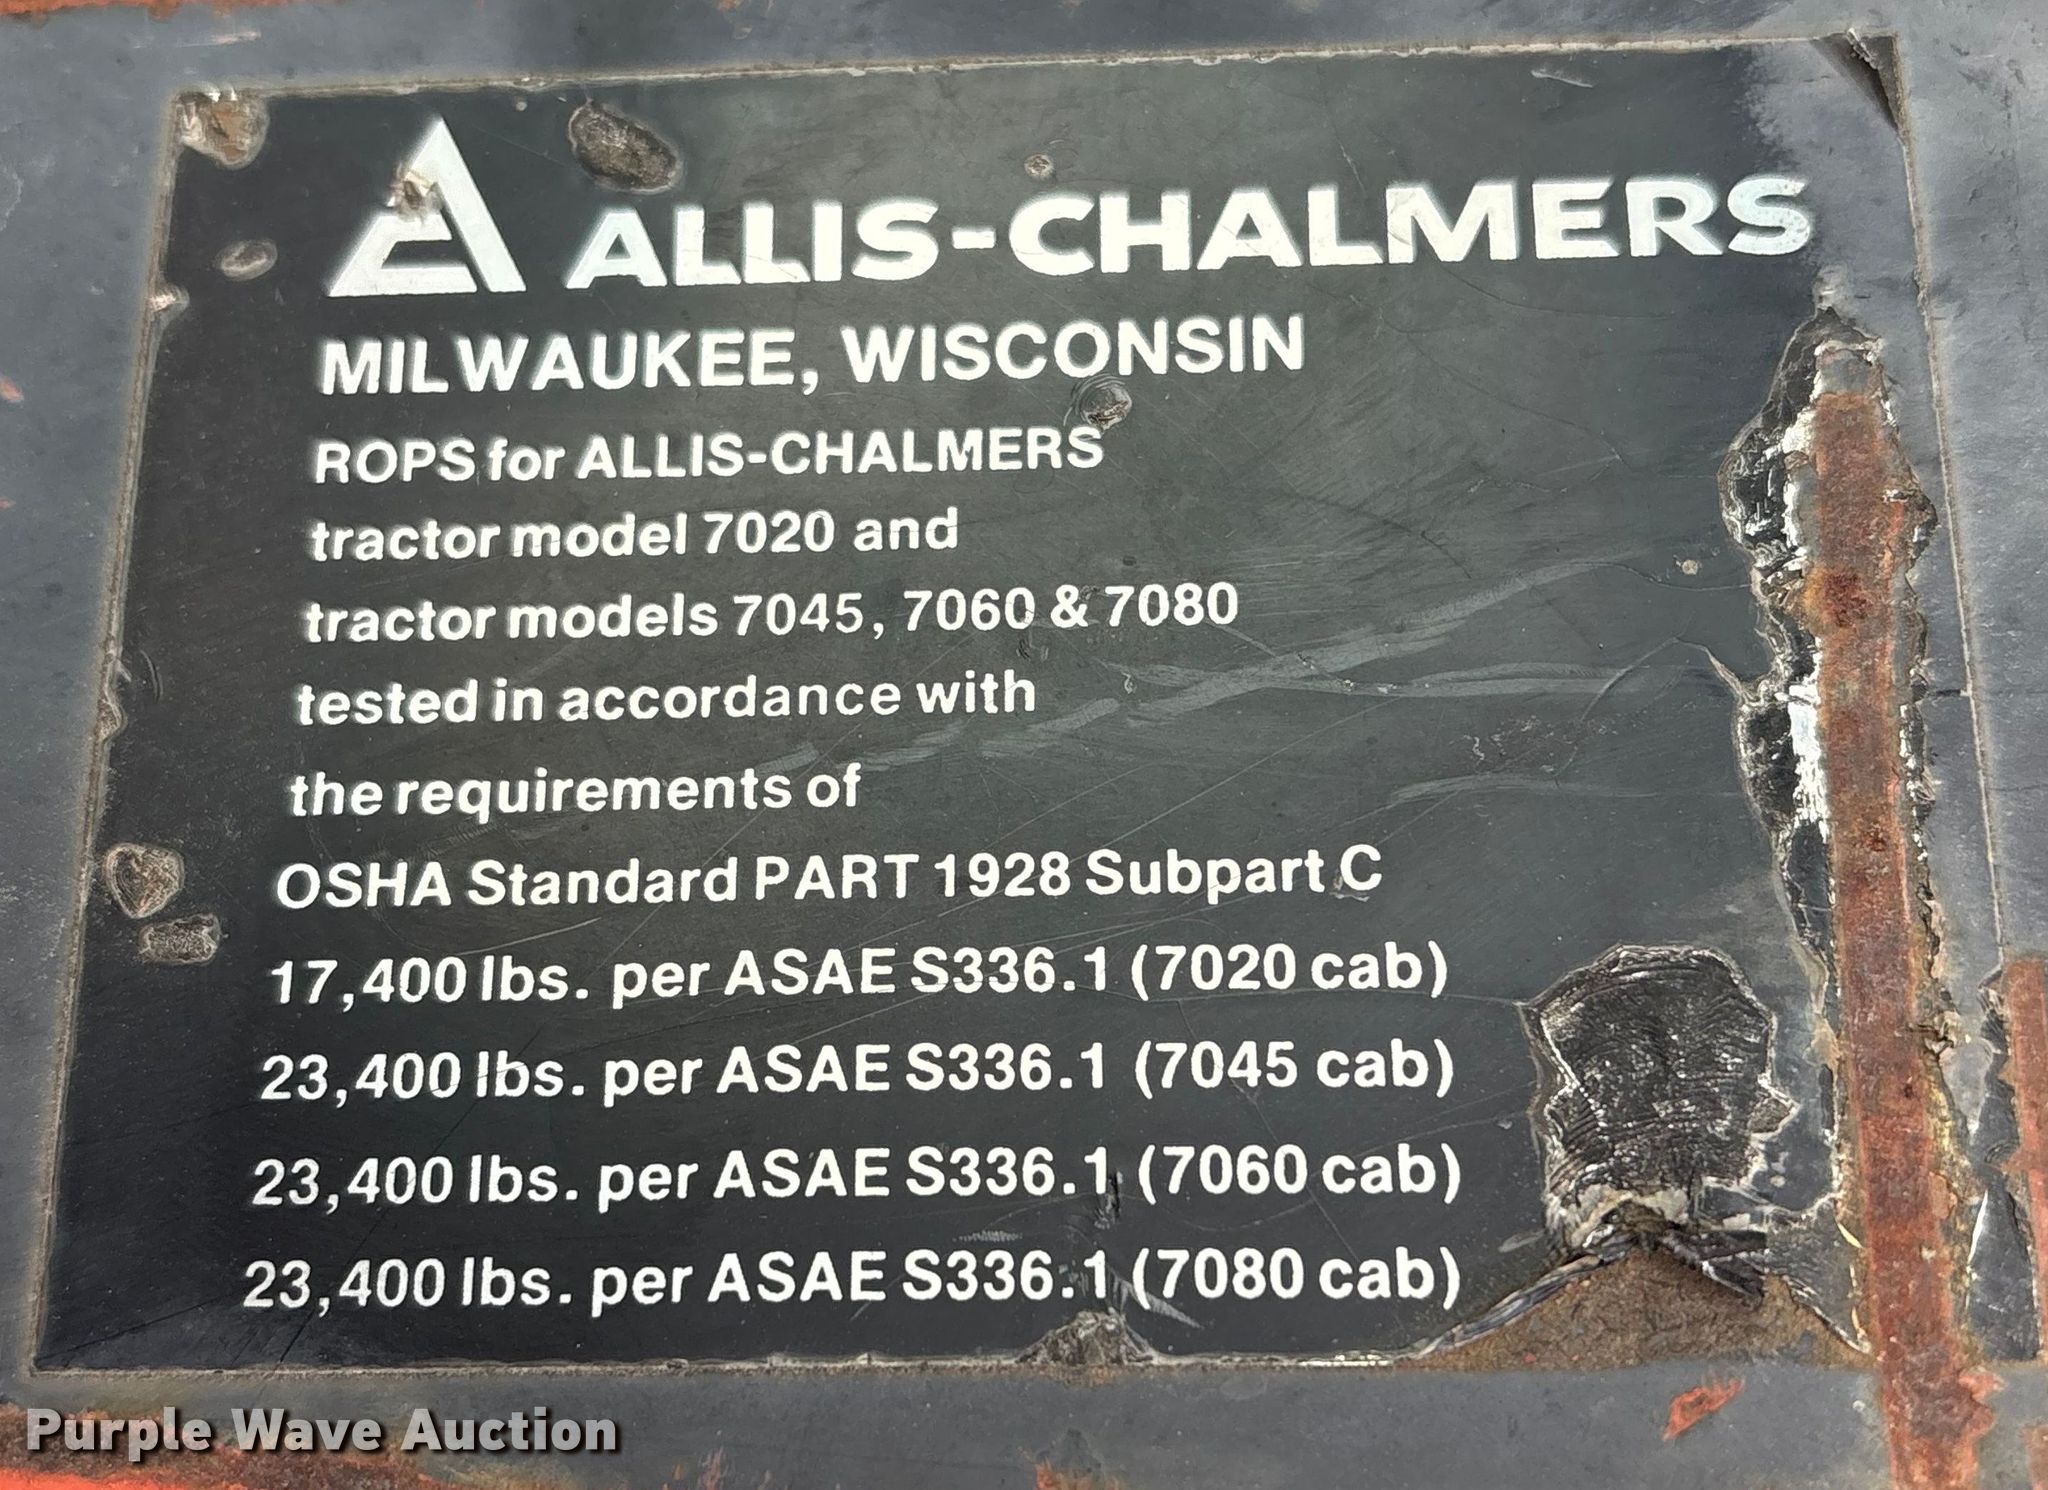 ALLIS-CHALMERS
MILWAUKEE, WISCONSIN
ROPS for ALLIS-CHALMERS
tractor model 7020 and
tractor models 7045, 7060 & 7080
tested in accordance with
the requirements of
OSHA Standard PART 1928 Subpart C
17,400 lbs. per ASAE S336.1 (7020 cab)
23,400 lbs. per ASAE S336.1 (7045 cab)
23,400 lbs. per ASAE S336.1 (7060 cab)
23,400 lbs. per ASAE S336.1 (7080 cab)
Purple Wave Auction